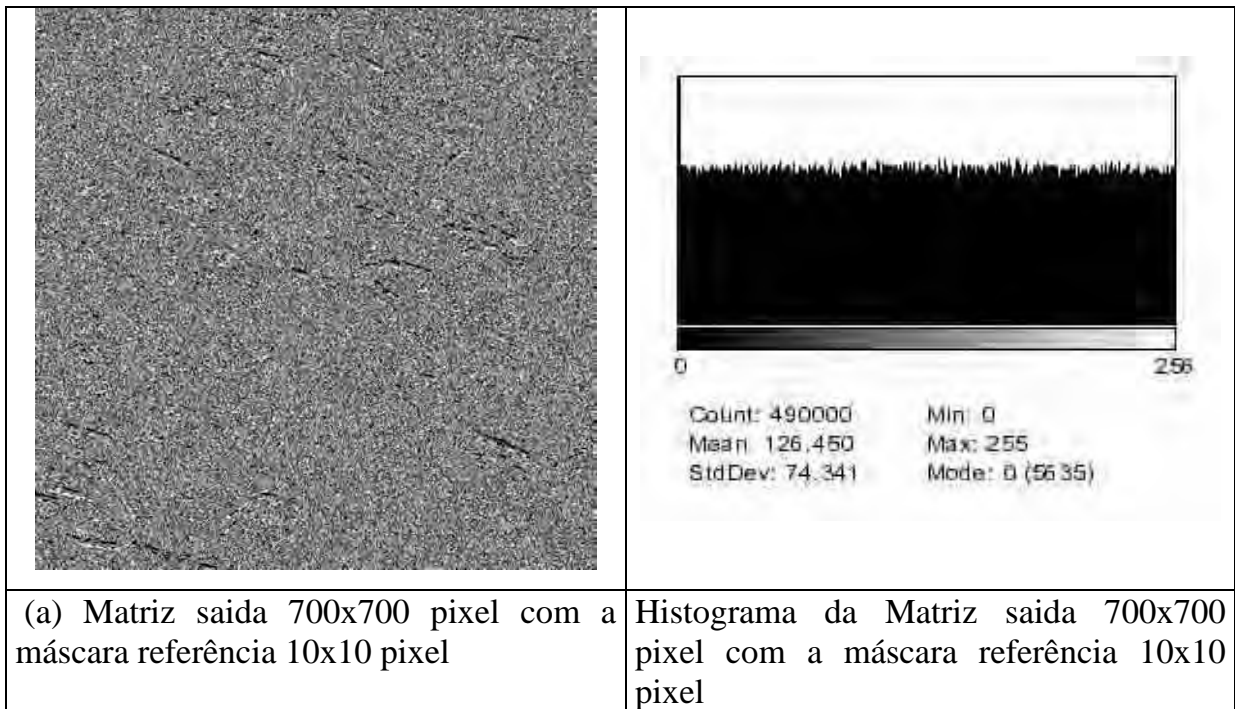 0
256
Count: 490000
Min: 0
Mean: 126.450
Max: 255
StdDev: 74.341
Mode: 0 (5635)
(a) Matriz saida 700x700 pixel com a
máscara referência 10x10 pixel
Histograma da Matriz saida 700x700
pixel com a máscara referência 10x10
pixel